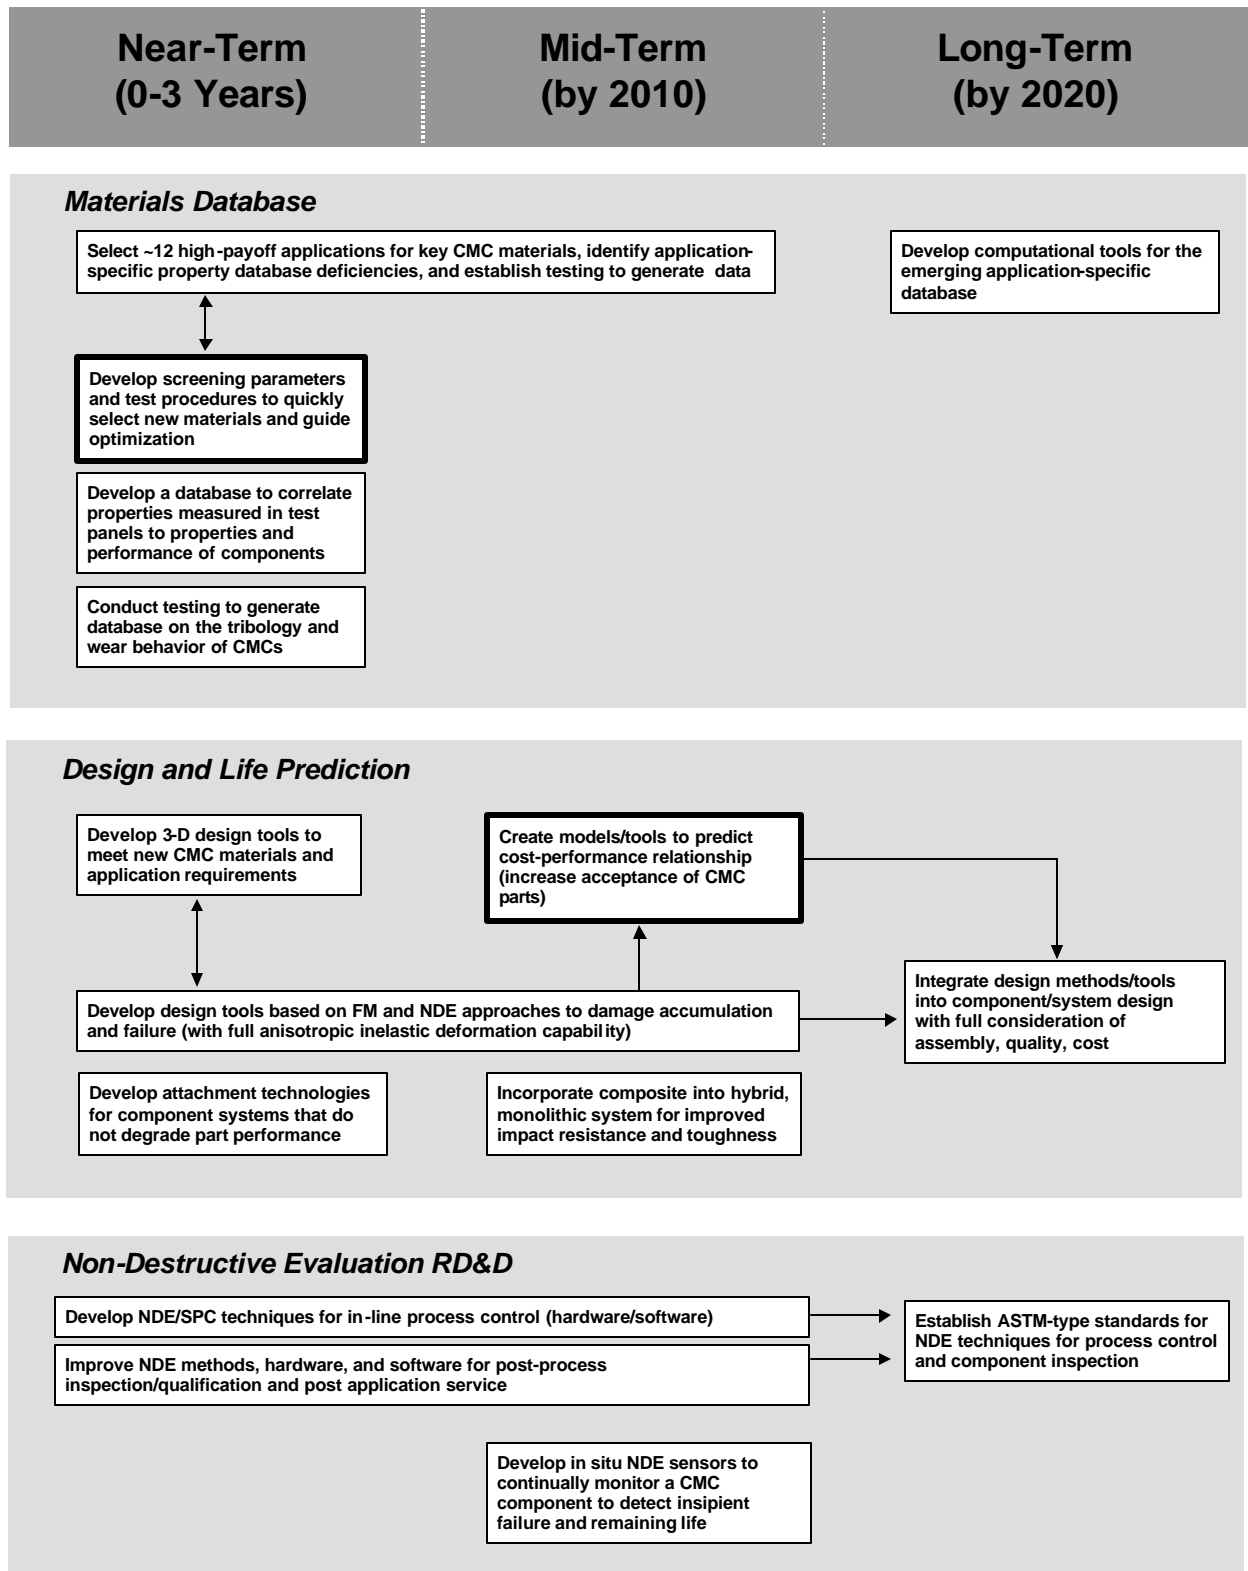 Near-Term
(0-3 Years)
Mid-Term
(by 2010)
Long-Term
(by 2020)
Materials Database
Select ~12 high-payoff applications for key CMC materials, identify application-
specific property database deficiencies, and establish testing to generate data
Develop computational tools for the
emerging application-specific
database
Develop screening parameters
and test procedures to quickly
select new materials and guide
optimization
Develop a database to correlate
properties measured in test
panels to properties and
performance of components
Conduct testing to generate
database on the tribology and
wear behavior of CMCs
Design and Life Prediction
Develop 3-D design tools to
meet new CMC materials and
application requirements
Create models/tools to predict
cost-performance relationship
(increase acceptance of CMC
parts)
Develop design tools based on FM and NDE approaches to damage accumulation
and failure (with full anisotropic inelastic deformation capability)
Integrate design methods/tools
into component/system design
with full consideration of
assembly, quality, cost
Develop attachment technologies
for component systems that do
not degrade part performance
Incorporate composite into hybrid,
monolithic system for improved
impact resistance and toughness
Non-Destructive Evaluation RD&D
Develop NDE/SPC techniques for in-line process control (hardware/software)
Improve NDE methods, hardware, and software for post-process
inspection/qualification and post application service
Establish ASTM-type standards for
NDE techniques for process control
and component inspection
Develop in situ NDE sensors to
continually monitor a CMC
component to detect insipient
failure and remaining life